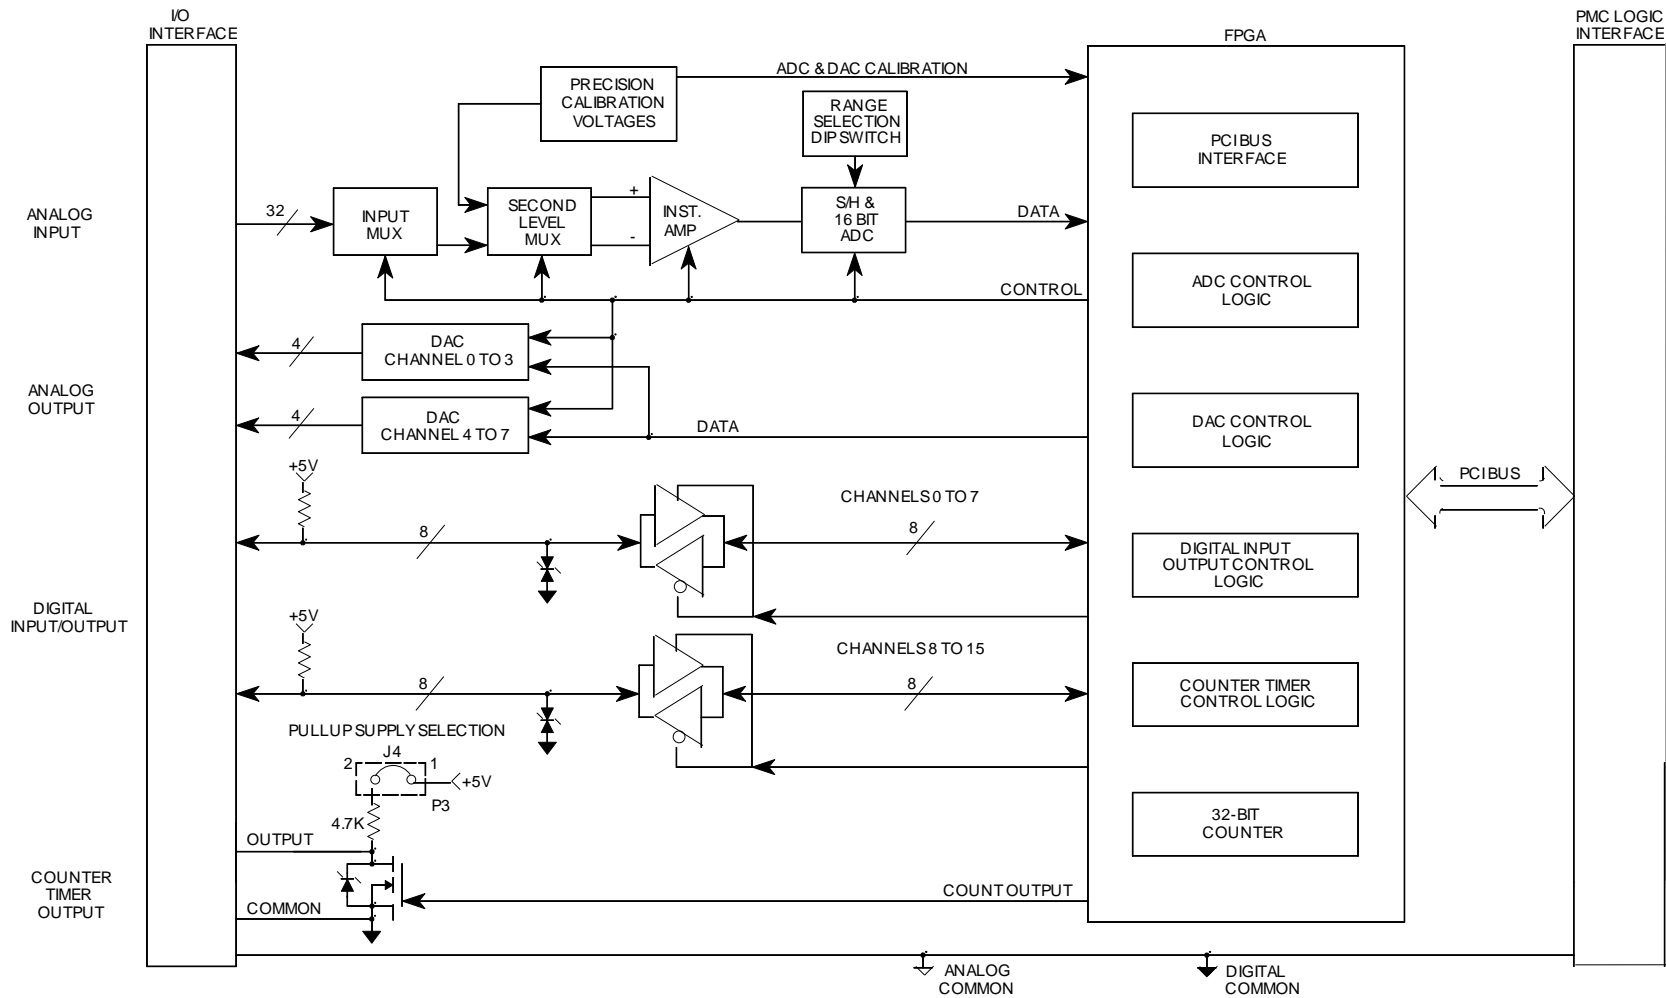 I/O
INTERFACE
PMC LOGIC
INTERFACE
FPGA
ADC & DAC CALIBRATION
PRECISION
CALIBRATION
VOLTAGES
RANGE
SELECTION
DIP SWITCH
PCI BUS
INTERFACE
ANALOG
INPUT
32
INPUT
MUX
SECOND
LEVEL
MUX
+
-
INST.
AMP
S/H &
16 BIT
ADC
DATA
CONTROL
ADC CONTROL
LOGIC
4
DAC
CHANNEL 0 TO 3
ANALOG
OUTPUT
4
DAC
CHANNEL 4 TO 7
DATA
DAC CONTROL
LOGIC
+5V
8
CHANNELS 0 TO 7
8
PCI BUS
DIGITAL INPUT
OUTPUT CONTROL
LOGIC
DIGITAL
INPUT/OUTPUT
+5V
8
CHANNELS 8 TO 15
8
COUNTER TIMER
CONTROL LOGIC
PULLUP SUPPLY SELECTION
J4
2
1
+5V
P3
4.7K
32-BIT
COUNTER
OUTPUT
COUNTER
TIMER
OUTPUT
COMMON
COUNT OUTPUT
ANALOG
COMMON
DIGITAL
COMMON